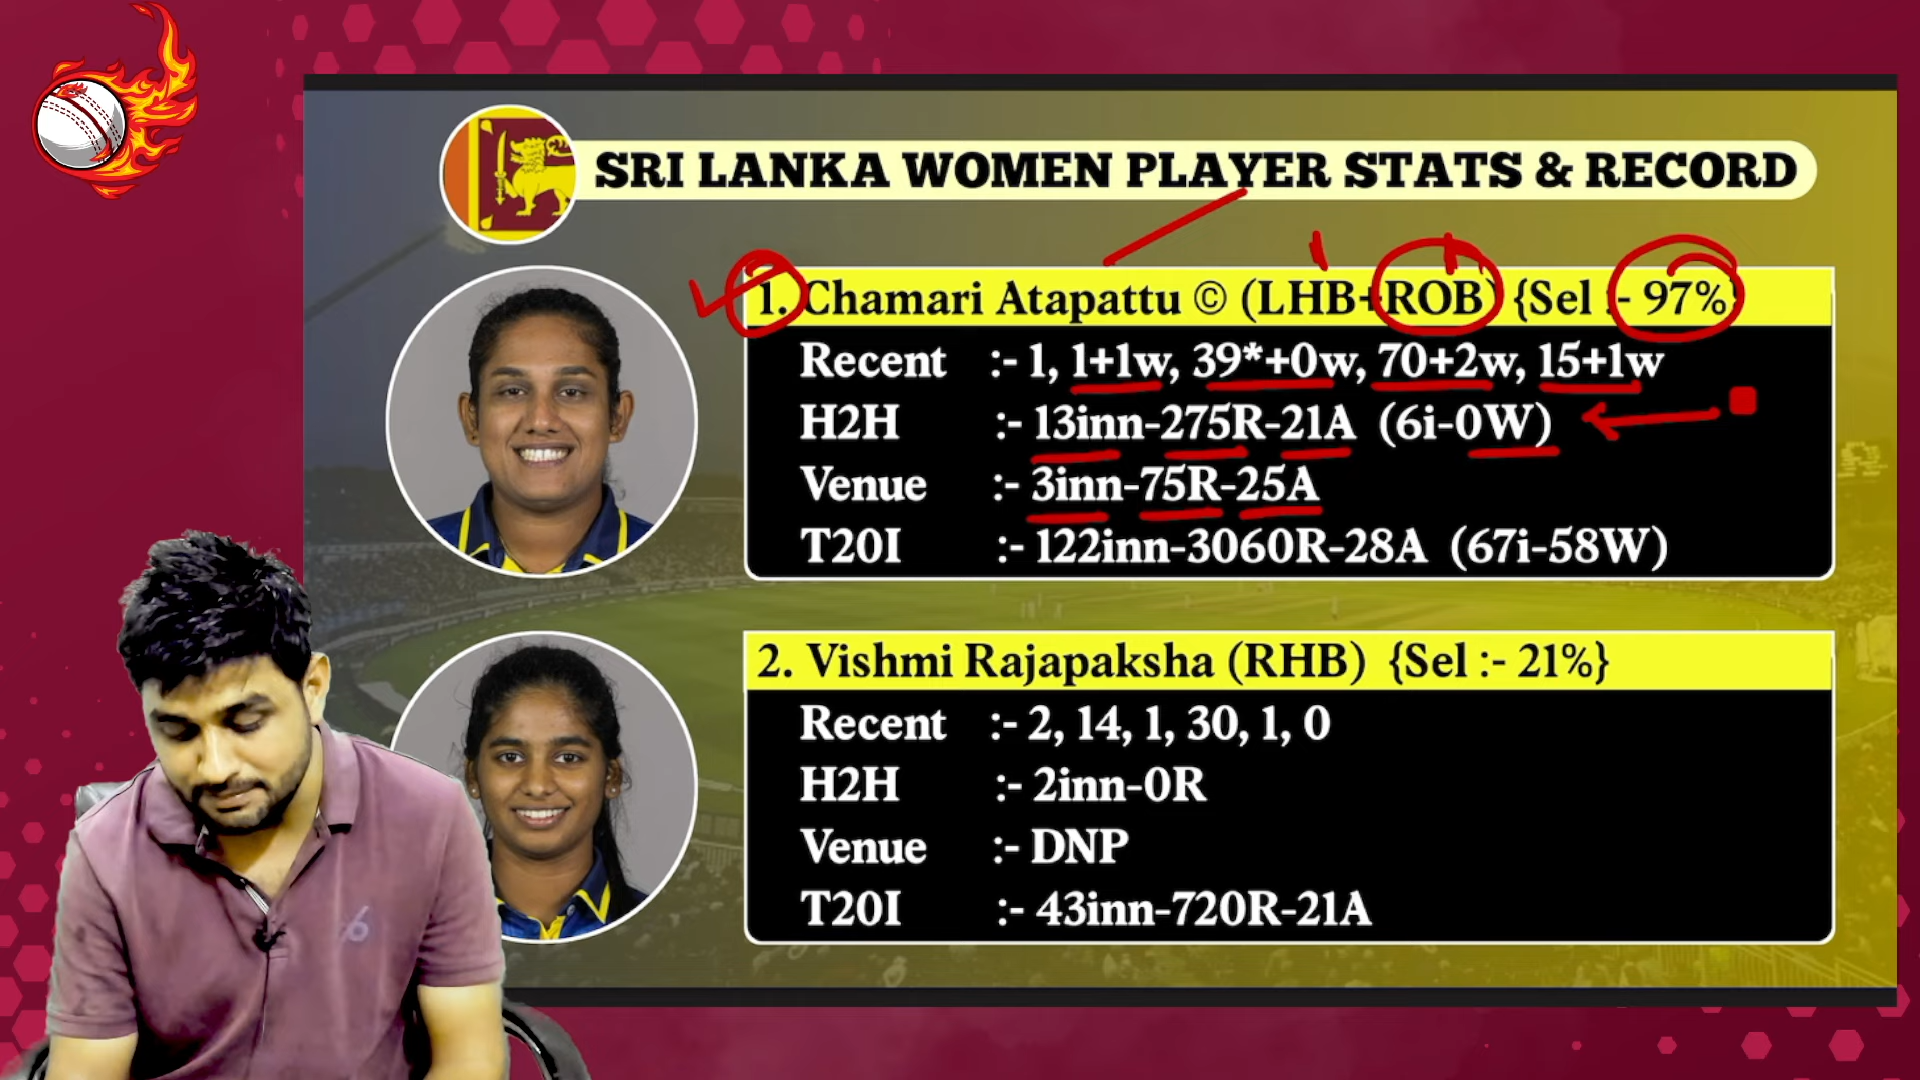 SRI LANKA WOMEN PLAYER STATS & RECORD
1. Chamari Atapattu © (LHB+ROB) {Sel :- 97%}
Recent :- 1, 1+1w, 39*+0w, 70+2w, 15+1w
H2H :- 13inn-275R-21A (6i-0W)
Venue :- 3inn-75R-25A
T20I :- 122inn-3060R-28A (67i-58W)
2. Vishmi Rajapaksha (RHB) {Sel :- 21%}
Recent :- 2, 14, 1, 30, 1, 0
H2H :- 2inn-0R
Venue :- DNP
T20I :- 43inn-720R-21A